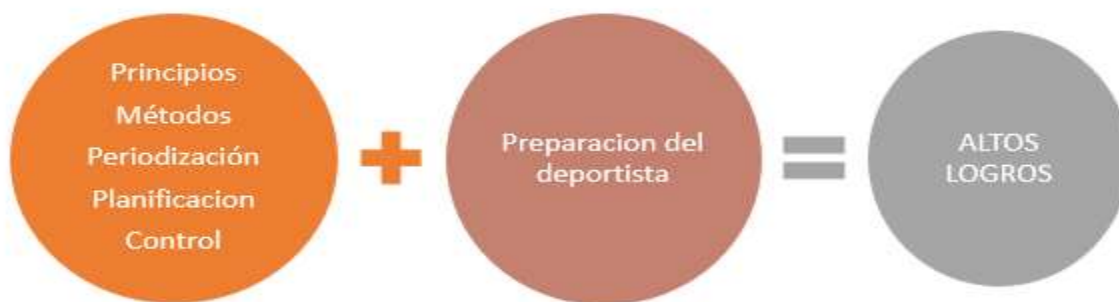 Principios
Métodos
Periodización
Planificacion
Control
Preparacion del
deportista
ALTOS
LOGROS